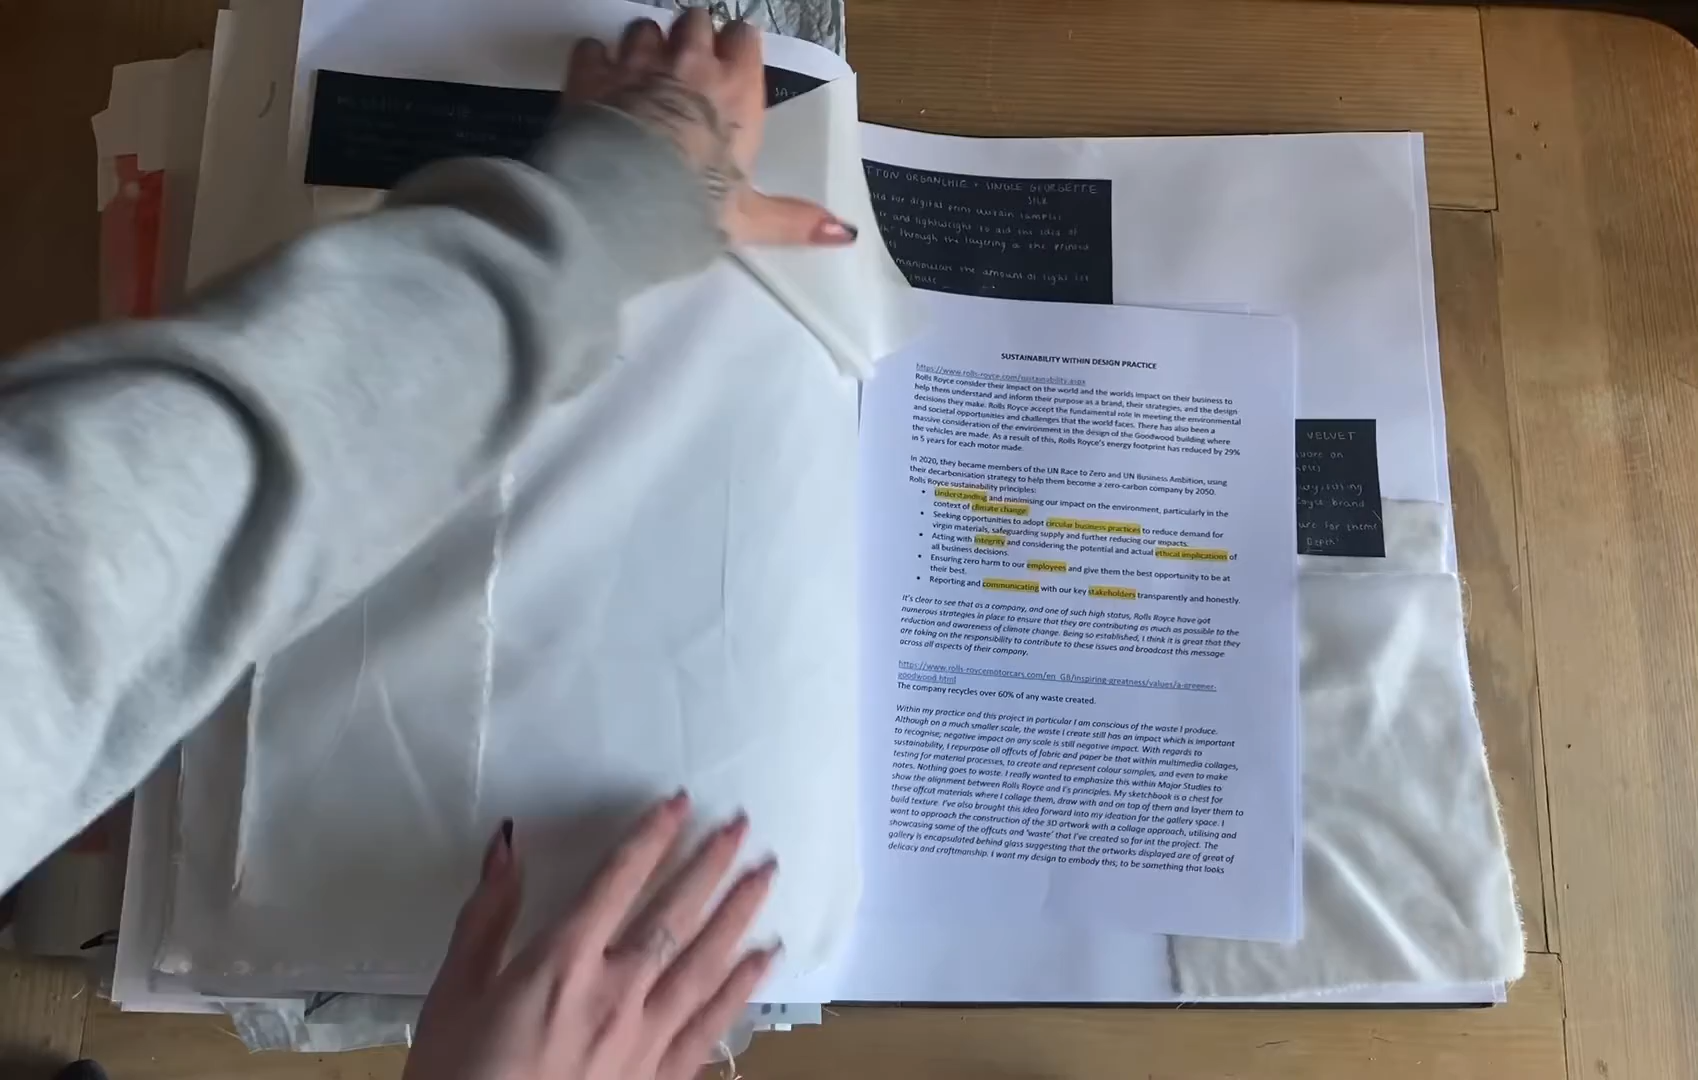 SAT
TTON ORGANCHIE + SINGLE GEORGETTE
SILK
for digital print curtain samples
and lightweight to aid the idea of
through the layering of the printed
manipulate the amount of light let
VELVET
brand
for them
Depth'
SUSTAINABILITY WITHIN DESIGN PRACTICE
https://www.rolls-royce.com/sustainability.aspx
Rolls Royce consider their impact on the world and the worlds impact on their business to
help them understand and inform their purpose as a brand, their strategies, and the design
decisions they make. Rolls Royce accept the fundamental role in meeting the environmental
and societal opportunities and challenges that the world faces. There has also been a
massive consideration of the environment in the design of the Goodwood building where
the vehicles are made. As a result of this, Rolls Royce's energy footprint has reduced by 29%
in 5 years for each motor made.
In 2020, they became members of the UN Race to Zero and UN Business Ambition, using
their decarbonisation strategy to help them become a zero-carbon company by 2050.
Rolls Royce sustainability principles:
• Understanding and minimising our impact on the environment, particularly in the
context of climate change.
• Seeking opportunities to adopt circular business practices to reduce demand for
virgin materials, safeguarding supply and further reducing our impacts.
• Acting with integrity and considering the potential and actual ethical implications of
all business decisions.
• Ensuring zero harm to our employees and give them the best opportunity to be at
their best.
• Reporting and communicating with our key stakeholders transparently and honestly.
It's clear to see that as a company, and one of such high status, Rolls Royce have got
numerous strategies in place to ensure that they are contributing as much as possible to the
reduction and awareness of climate change. Being so established, I think it is great that they
are taking on the responsibility to contribute to these issues and broadcast this message
across all aspects of their company.
https://www.rolls-roycemotorcars.com/en_GB/inspiring-greatness/values/a-greener-
goodwood.html
The company recycles over 60% of any waste created.
Within my practice and this project in particular I am conscious of the waste I produce.
Although on a much smaller scale, the waste I create still has an impact which is important
to recognise; negative impact on any scale is still negative impact. With regards to
sustainability, I repurpose all offcuts of fabric and paper be that within multimedia collages,
testing for material processes, to create and represent colour samples, and even to make
notes. Nothing goes to waste. I really wanted to emphasize this within Major Studies to
show the alignment between Rolls Royce and I's principles. My sketchbook is a chest for
these offcut materials where I collage them, draw with and on top of them and layer them to
build texture. I've also brought this idea forward into my ideation for the gallery space. I
want to approach the construction of the 3D artwork with a collage approach, utilising and
showcasing some of the offcuts and 'waste' that I've created so far int the project. The
gallery is encapsulated behind glass suggesting that the artworks displayed are of great of
delicacy and craftmanship. I want my design to embody this; to be something that looks